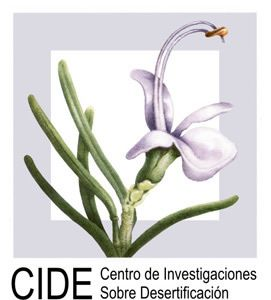 CIDE Centro de Investigaciones
Sobre Desertificación